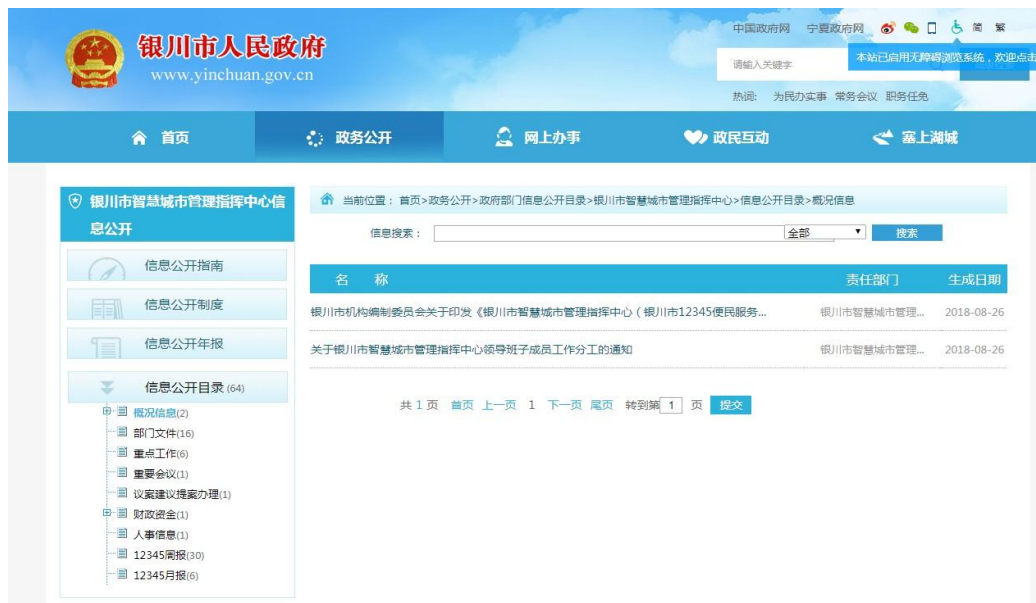 中国政府网 宁夏政府网 简 繁
银川市人民政府
www.yinchuan.gov.cn
请输入关键字
本站已启用无障碍浏览系统，欢迎点击
热词: 为民办实事 常务会议 职务任免
首页 政务公开 网上办事 政民互动 塞上湖城
银川市智慧城市管理指挥中心信
息公开
当前位置：首页>政务公开>政府部门信息公开目录>银川市智慧城市管理指挥中心>信息公开目录>概况信息
信息搜索： 全部 搜索
信息公开指南
信息公开制度
信息公开年报
信息公开目录 (64)
概况信息(2)
部门文件(16)
重点工作(6)
重要会议(1)
议案建议提案办理(1)
财政资金(1)
人事信息(1)
12345周报(30)
12345月报(6)
名 称 责任部门 生成日期
银川市机构编制委员会关于印发《银川市智慧城市管理指挥中心（银川市12345便民服务... 银川市智慧城市管理... 2018-08-26
关于银川市智慧城市管理指挥中心领导班子成员工作分工的通知 银川市智慧城市管理... 2018-08-26
共 1 页 首页 上一页 1 下一页 尾页 转到第 1 页 提交